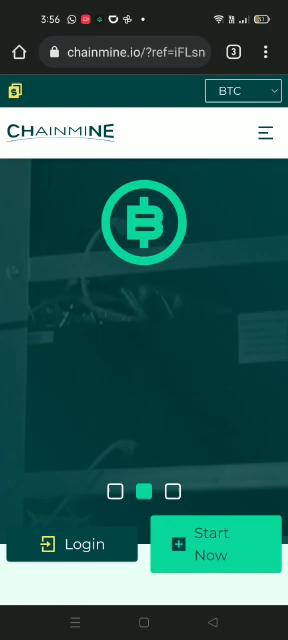 3:56
chainmine.io/?ref=iFLsn
3
BTC
CHAINMINE
Login
Start
Now